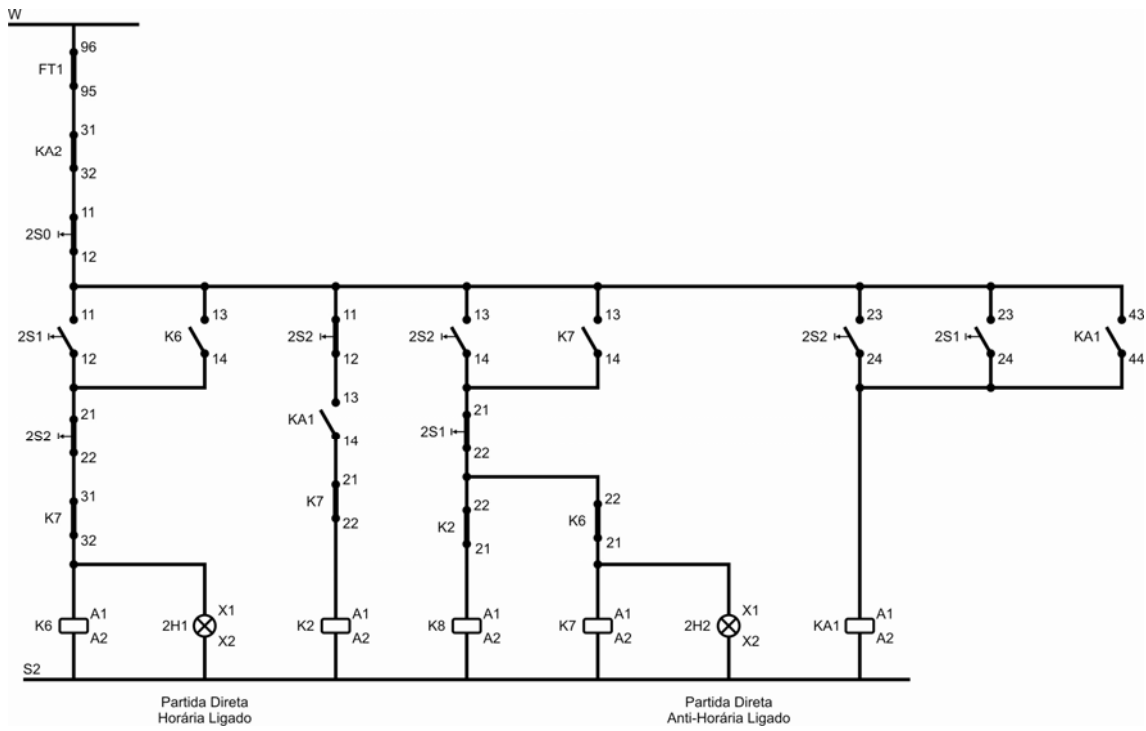 W
96
FT1
95
31
KA2
32
11
2S0
12
11 13 11 13 13 23 23 43
2S1 K6 2S2 2S2 K7 2S2 2S1 KA1
12 14 12 14 14 24 24 44
13
KA1
14
21 21
2S2 2S1
22 22
31 21 22 22
K7 K7 K2 K6
32 22 21 21
A1 X1 A1 A1 A1 X1 A1
K6 2H1 K2 K8 K7 2H2 KA1
A2 X2 A2 A2 A2 X2 A2
S2
Partida Direta Partida Direta
Horária Ligado Anti-Horária Ligado